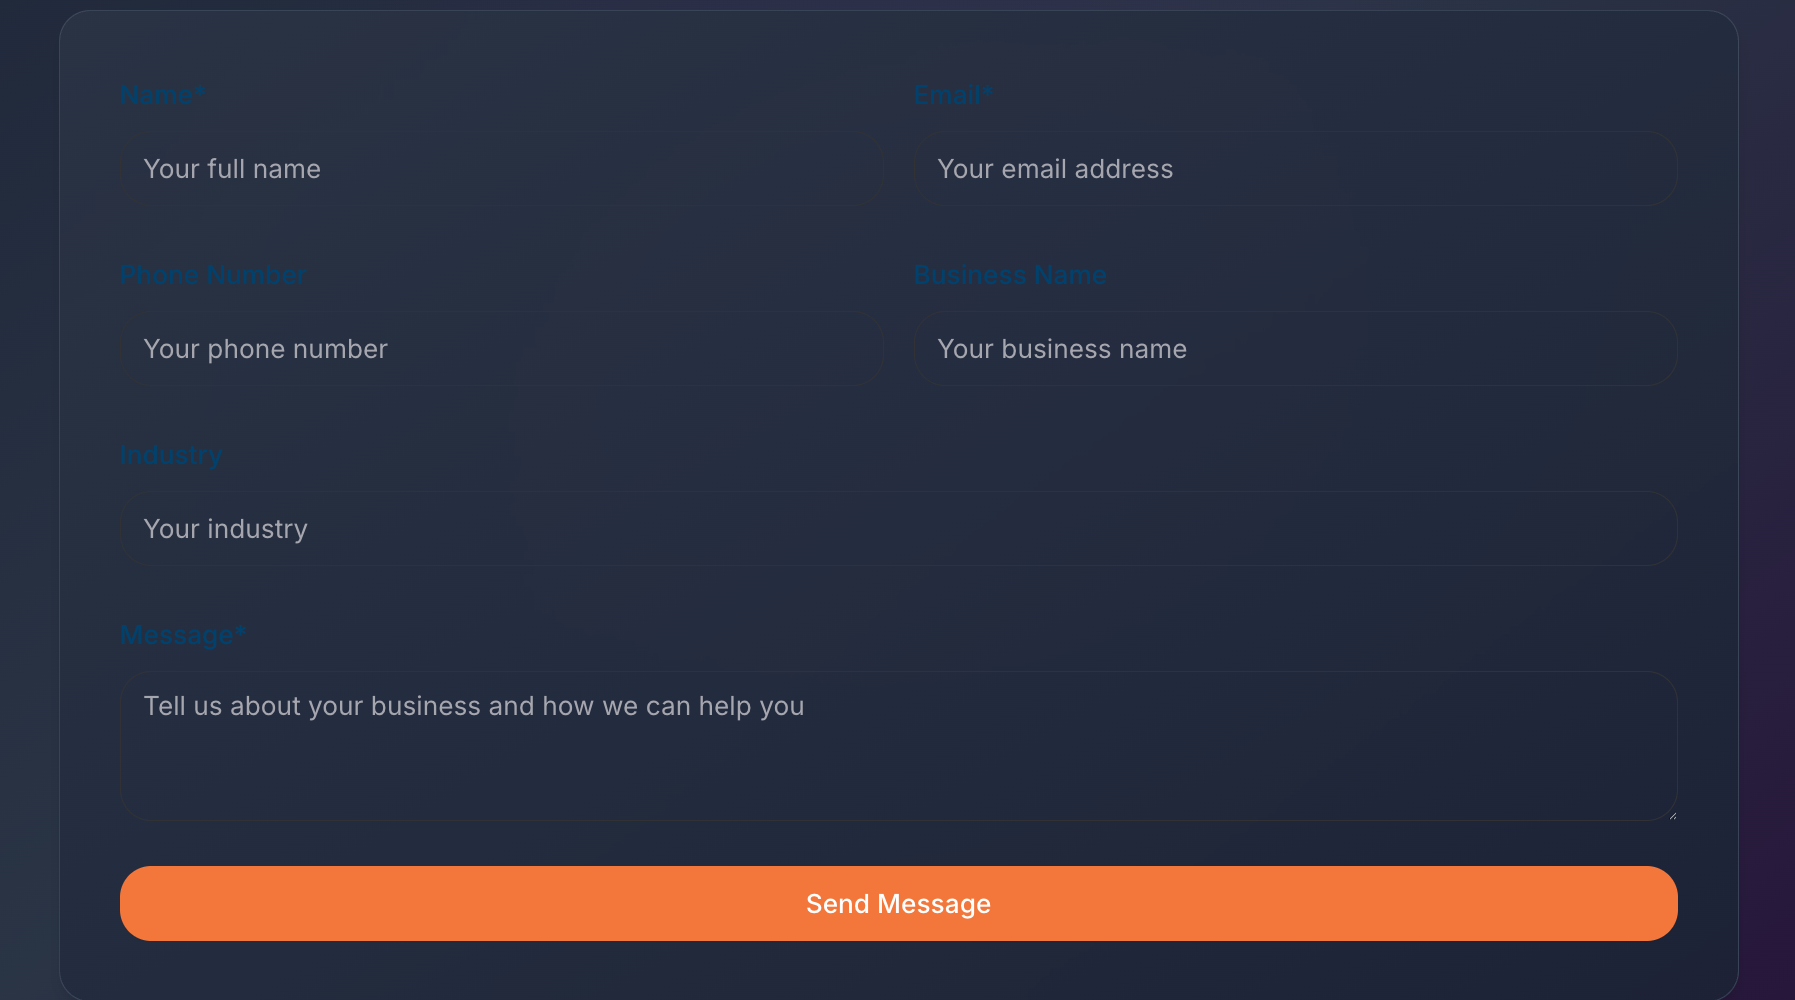 Name*
Email*
Your full name
Your email address
Phone Number
Business Name
Your phone number
Your business name
Industry
Your industry
Message*
Tell us about your business and how we can help you
Send Message